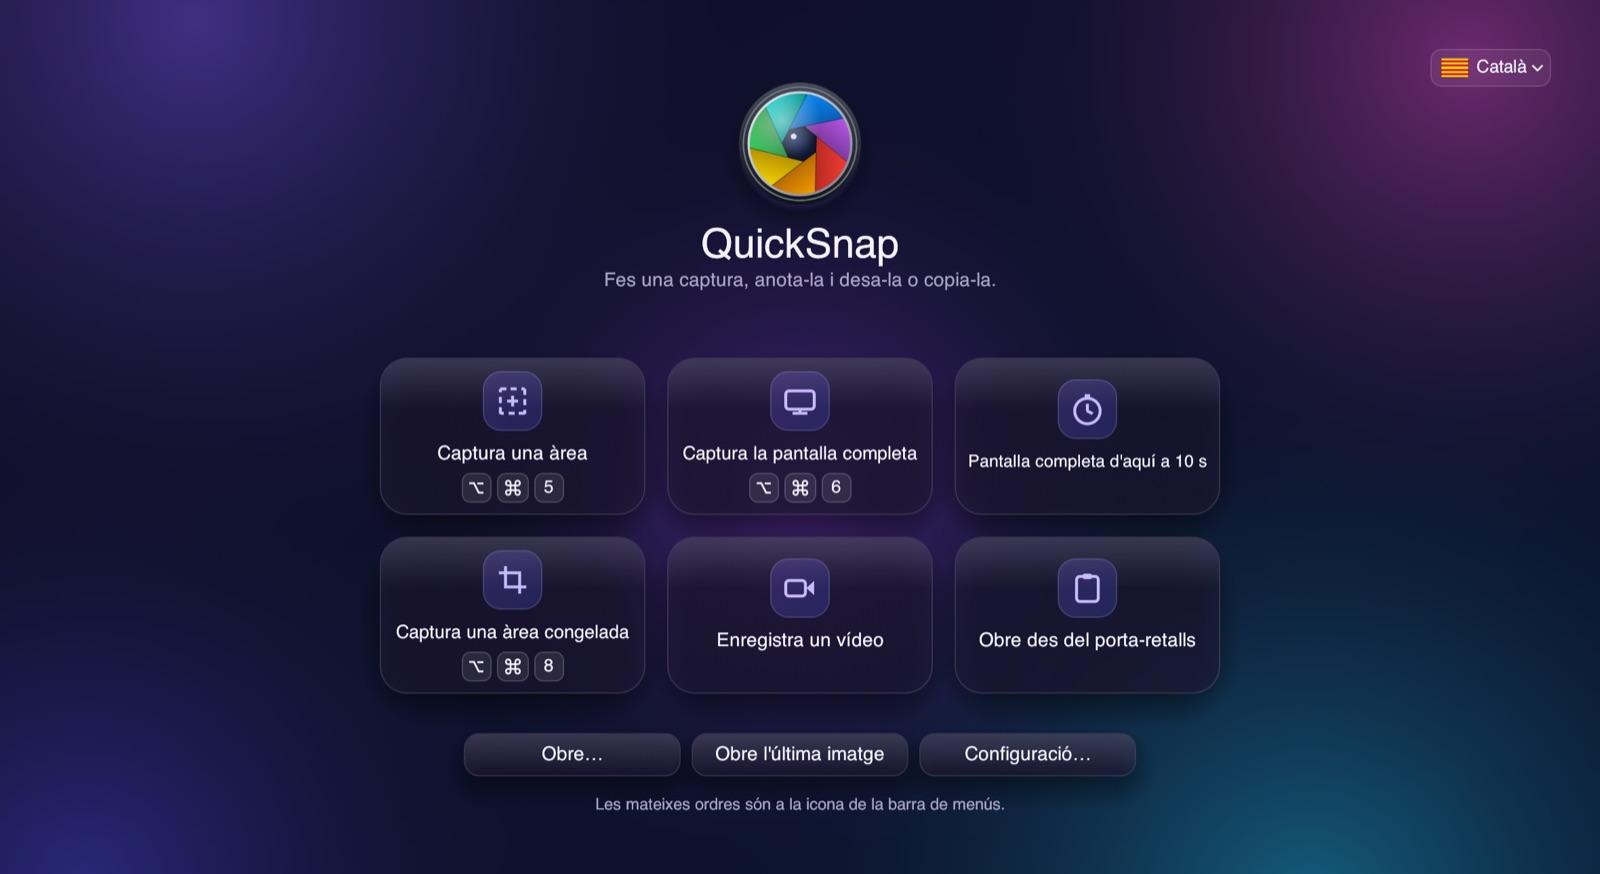 Català
QuickSnap
Fes una captura, anota-la i desa-la o copia-la.
Captura una àrea
⌥ ⌘ 5
Captura la pantalla completa
⌥ ⌘ 6
Pantalla completa d'aquí a 10 s
Captura una àrea congelada
⌥ ⌘ 8
Enregistra un vídeo
Obre des del porta-retalls
Obre…
Obre l'última imatge
Configuració…
Les mateixes ordres són a la icona de la barra de menús.